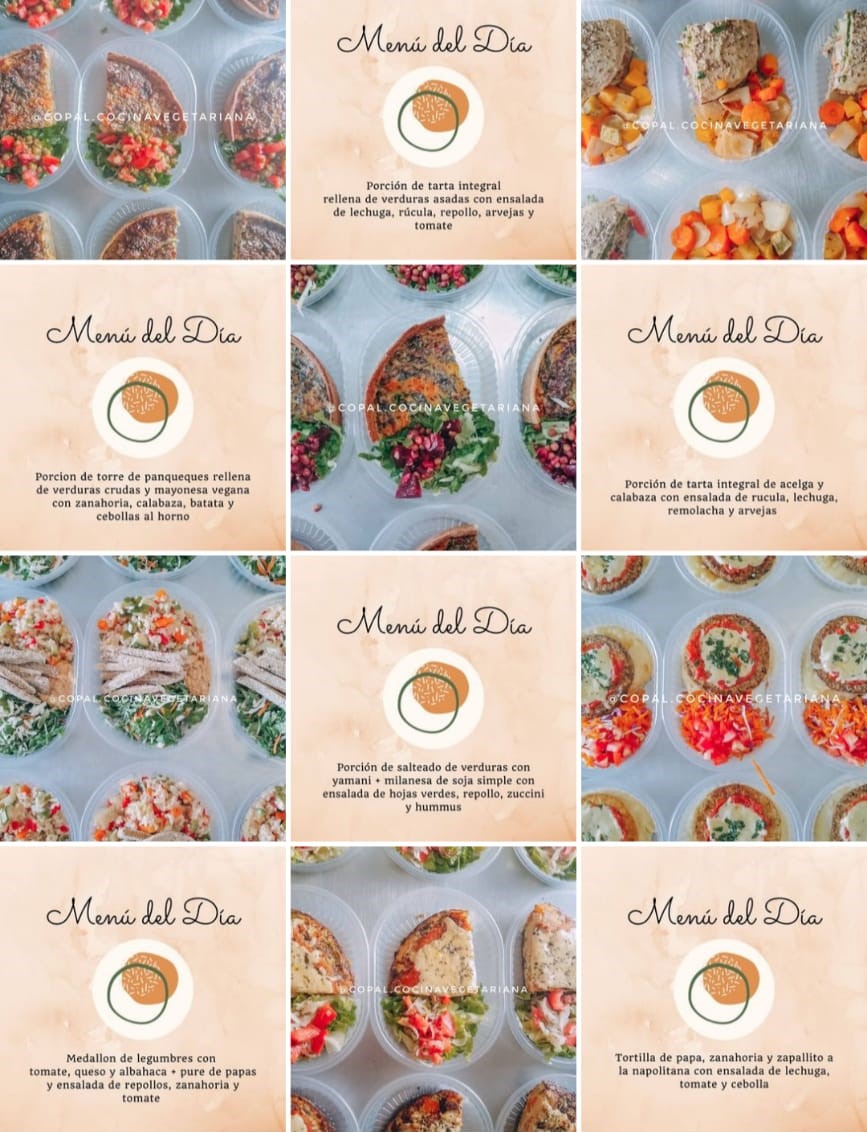 @COPAL.COCINAVEGETARIANA
Menú del Día
Porción de tarta integral
rellena de verduras asadas con ensalada
de lechuga, rúcula, repollo, arvejas y
tomate
@COPAL.COCINAVEGETARIANA
Menú del Día
Porcion de torre de panqueques rellena
de verduras crudas y mayonesa vegana
con zanahoria, calabaza, batata y
cebollas al horno
@COPAL.COCINAVEGETARIANA
Menú del Día
Porción de tarta integral de acelga y
calabaza con ensalada de rucula, lechuga,
remolacha y arvejas
@COPAL.COCINAVEGETARIANA
Menú del Día
Porción de salteado de verduras con
yamani + milanesa de soja simple con
ensalada de hojas verdes, repollo, zuccini
y hummus
@COPAL.COCINAVEGETARIANA
Menú del Día
Medallon de legumbres con
tomate, queso y albahaca + pure de papas
y ensalada de repollos, zanahoria y
tomate
@COPAL.COCINAVEGETARIANA
Menú del Día
Tortilla de papa, zanahoria y zapallito a
la napolitana con ensalada de lechuga,
tomate y cebolla